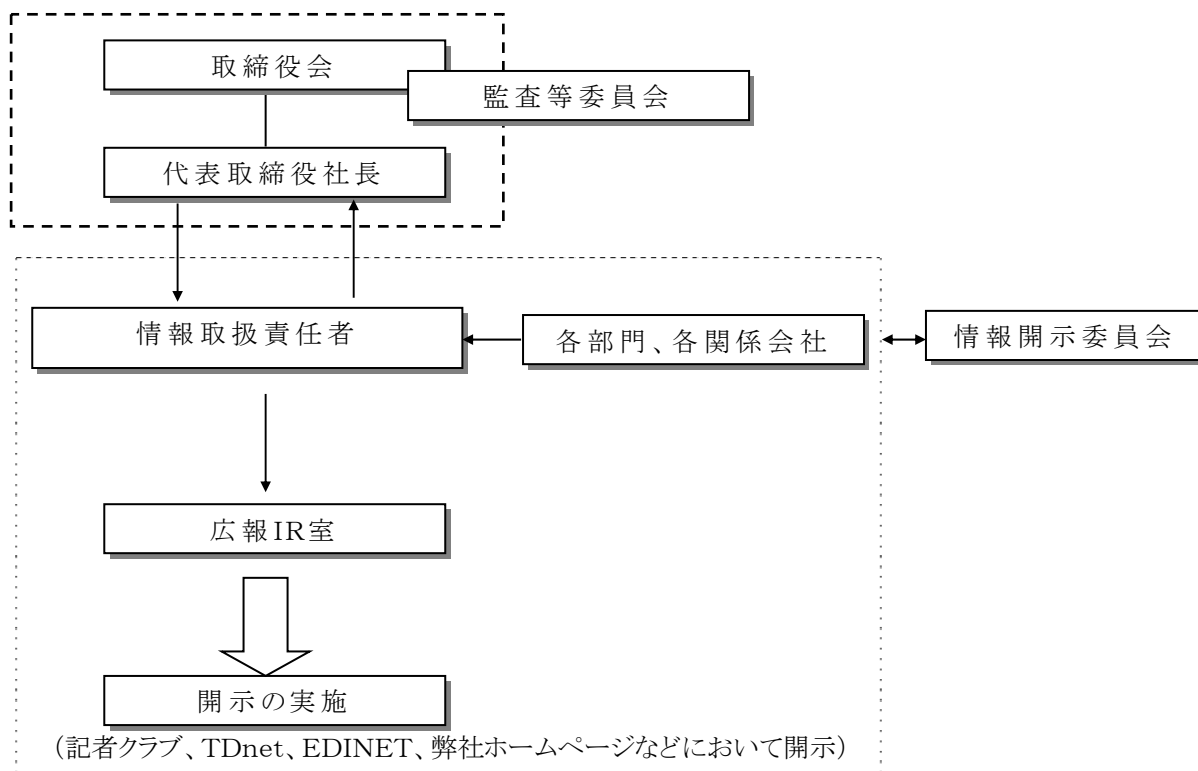 取締役会
監査等委員会
代表取締役社長
情報取扱責任者
各部門、各関係会社
情報開示委員会
広報IR室
開示の実施
（記者クラブ、TDnet、EDINET、弊社ホームページなどにおいて開示）